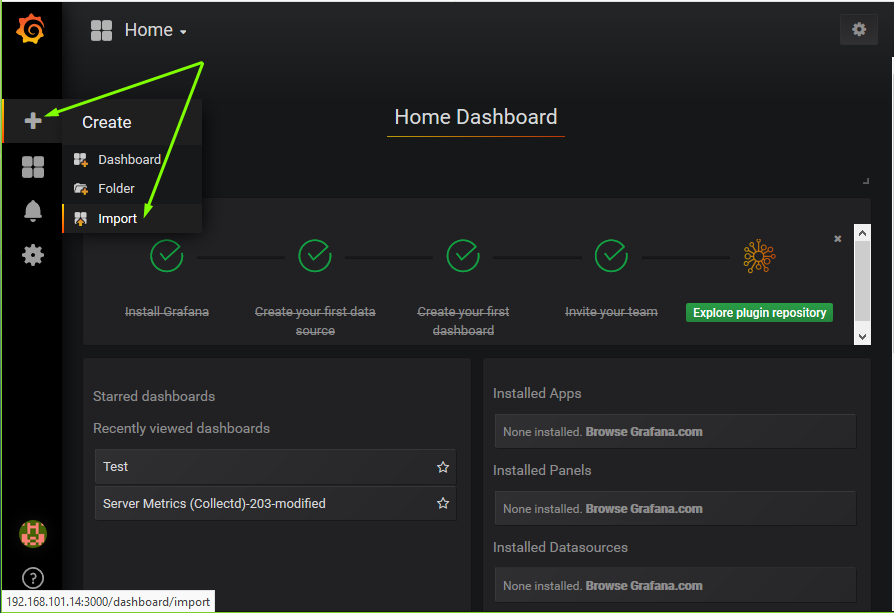 Home
Home Dashboard
Create
Dashboard
Folder
Import
Install Grafana
Create your first data
source
Create your first
dashboard
Invite your team
Explore plugin repository
Starred dashboards
Recently viewed dashboards
Test
Server Metrics (Collectd)-203-modified
Installed Apps
None installed. Browse Grafana.com
Installed Panels
None installed. Browse Grafana.com
Installed Datasources
None installed. Browse Grafana.com
?
192.168.101.14:3000/dashboard/import